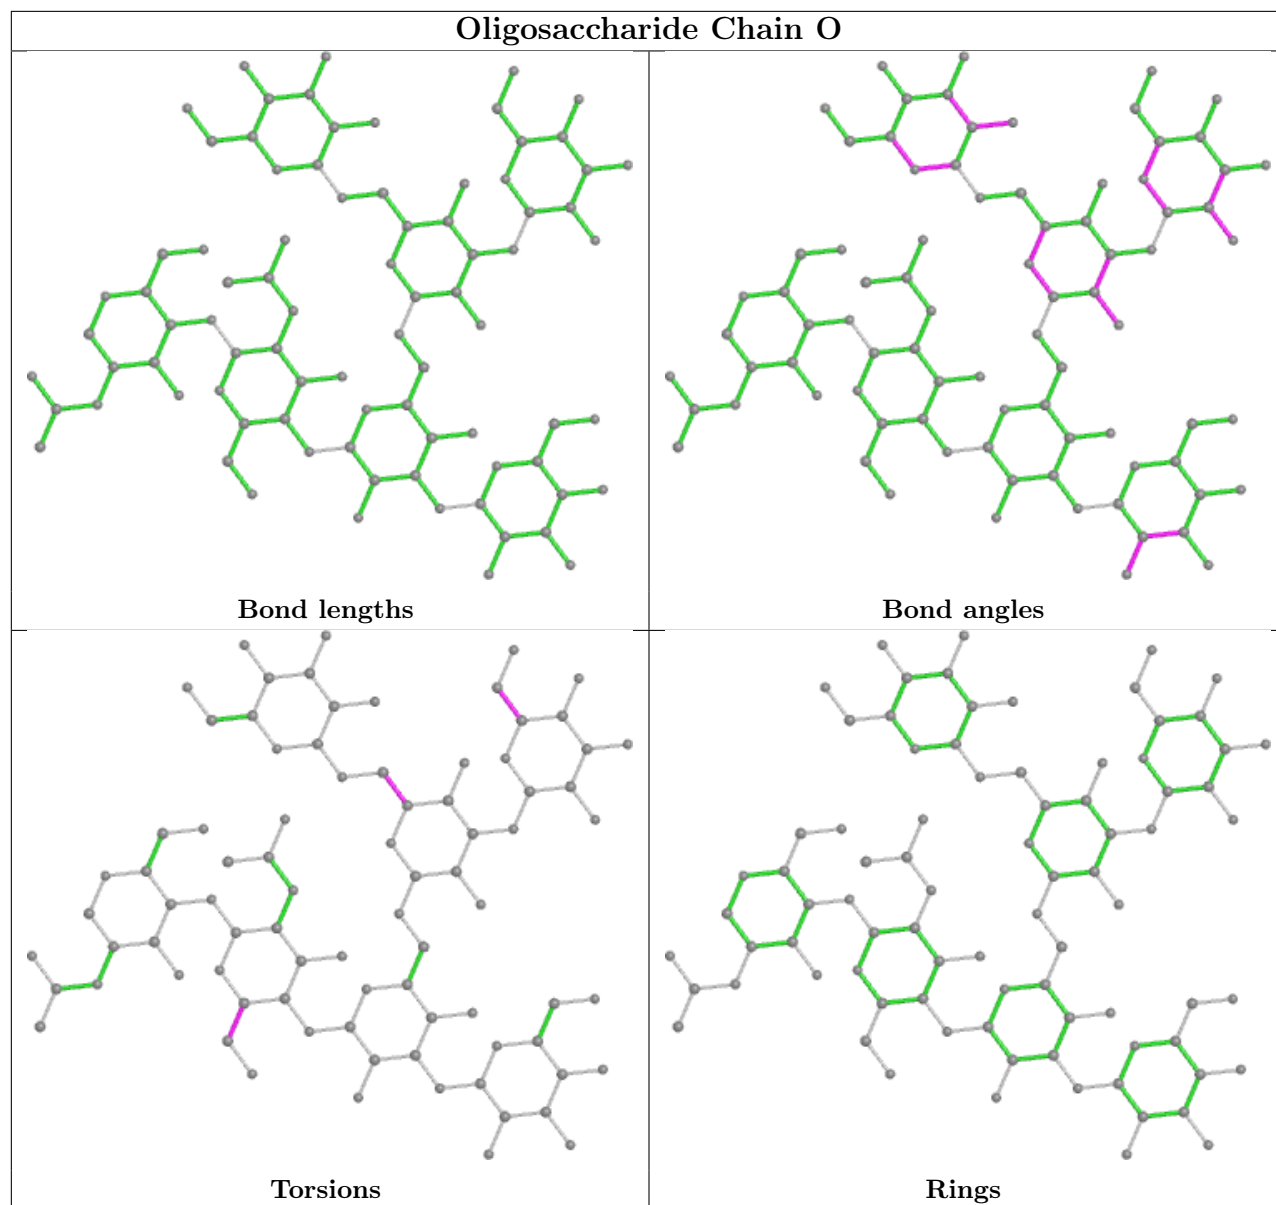 Oligosaccharide Chain O
Bond lengths
Bond angles
Torsions
Rings